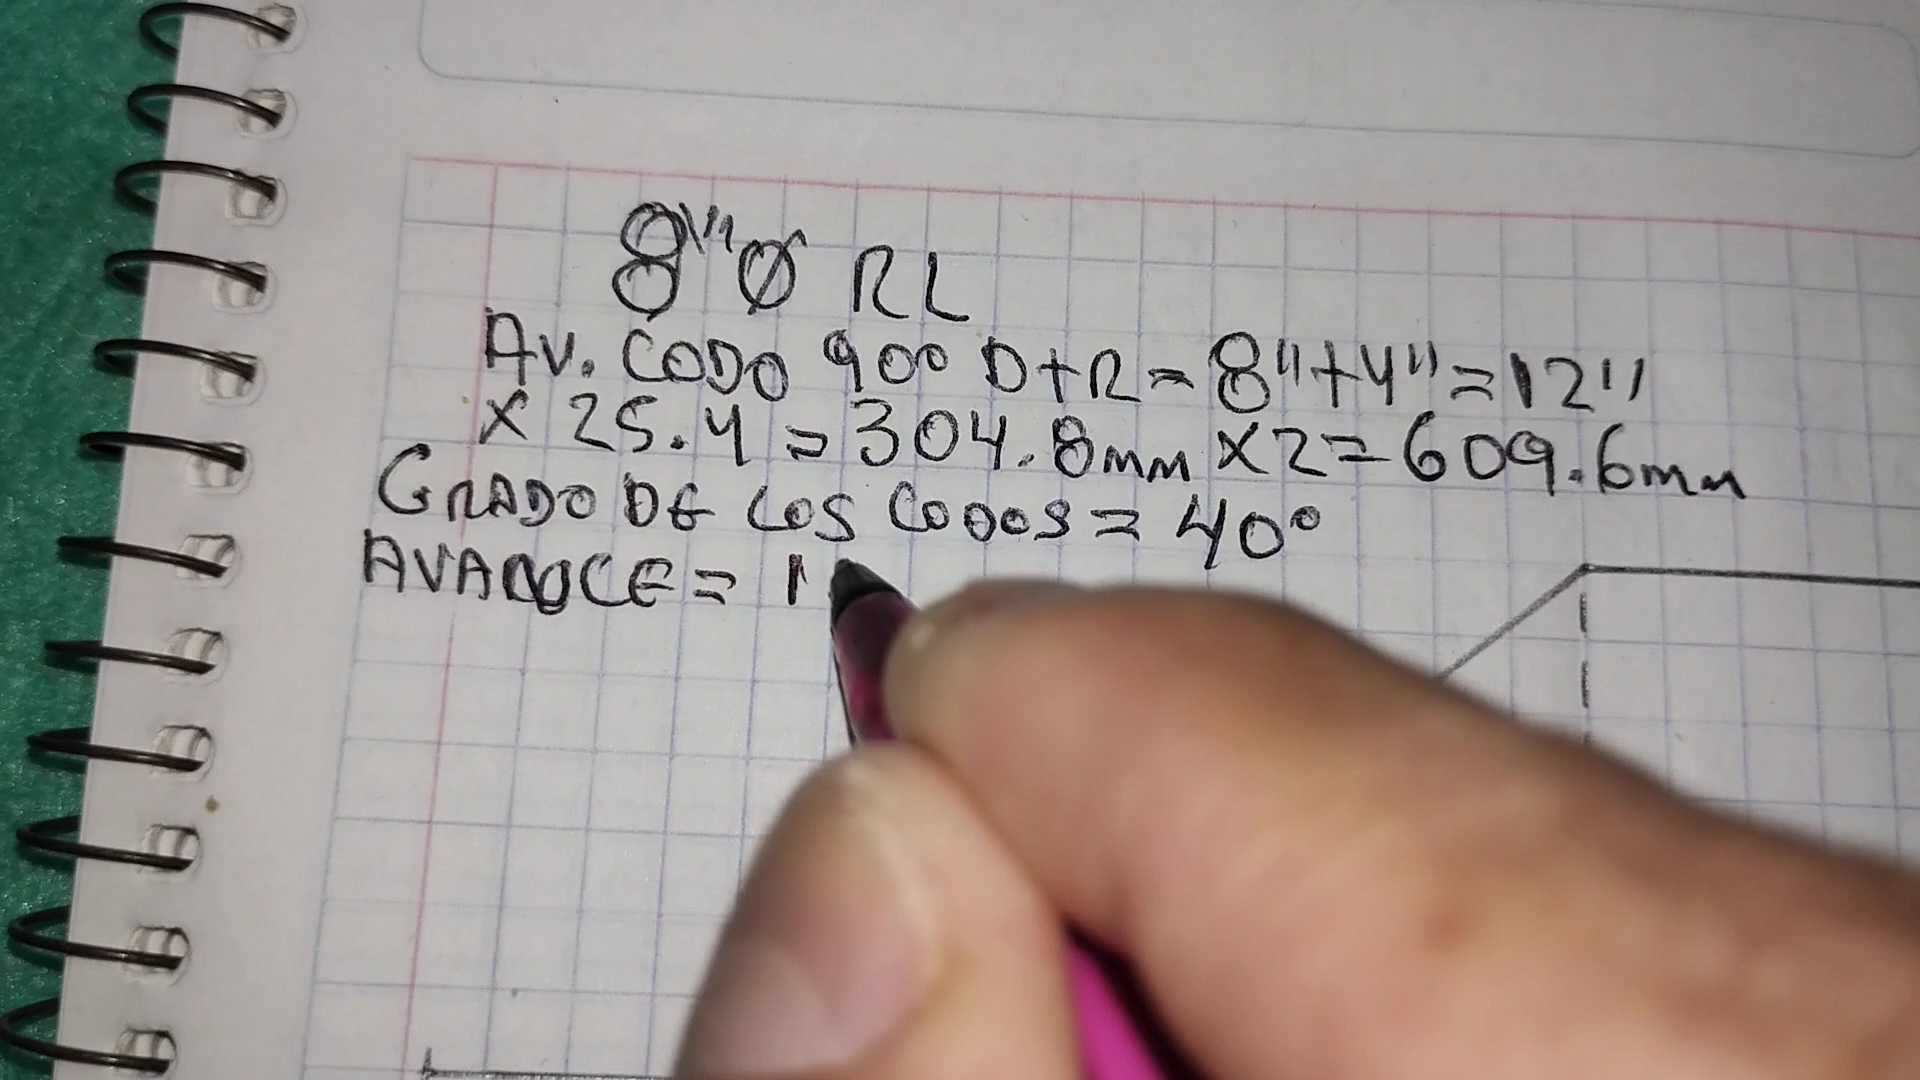 8"Ø RL
AV. CODO 90° D+R = 8"+4" = 12"
X 25.4 = 304.8mm X2= 609.6mm
GRADO DE LOS CODOS = 40°
AVANCE = 1